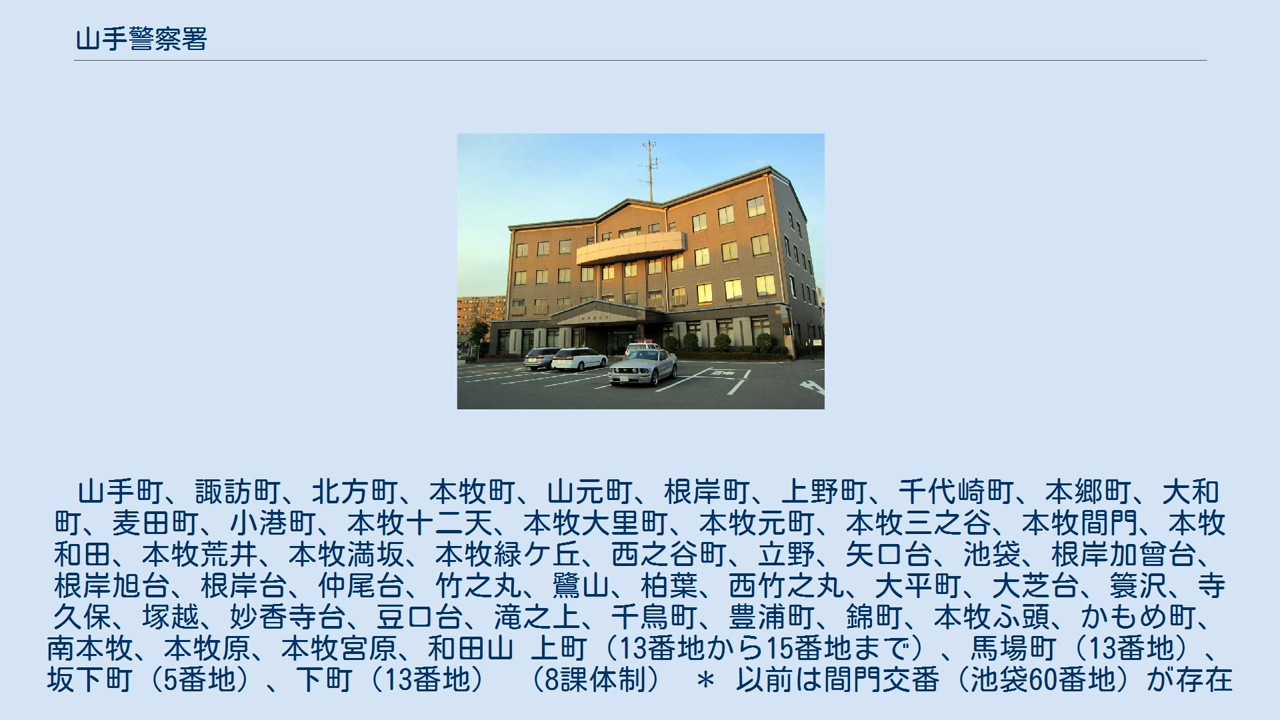 山手警察署
山手町、諏訪町、北方町、本牧町、山元町、根岸町、上野町、千代崎町、本郷町、大和
町、麦田町、小港町、本牧十二天、本牧大里町、本牧元町、本牧三之谷、本牧間門、本牧
和田、本牧荒井、本牧満坂、本牧緑ケ丘、西之谷町、立野、矢口台、池袋、根岸加曾台、
根岸旭台、根岸台、仲尾台、竹之丸、鷺山、柏葉、西竹之丸、大平町、大芝台、簑沢、寺
久保、塚越、妙香寺台、豆口台、滝之上、千鳥町、豊浦町、錦町、本牧ふ頭、かもめ町、
南本牧、本牧原、本牧宮原、和田山 上町（13番地から15番地まで）、馬場町（13番地）、
坂下町（5番地）、下町（13番地） （8課体制） ＊ 以前は間門交番（池袋60番地）が存在